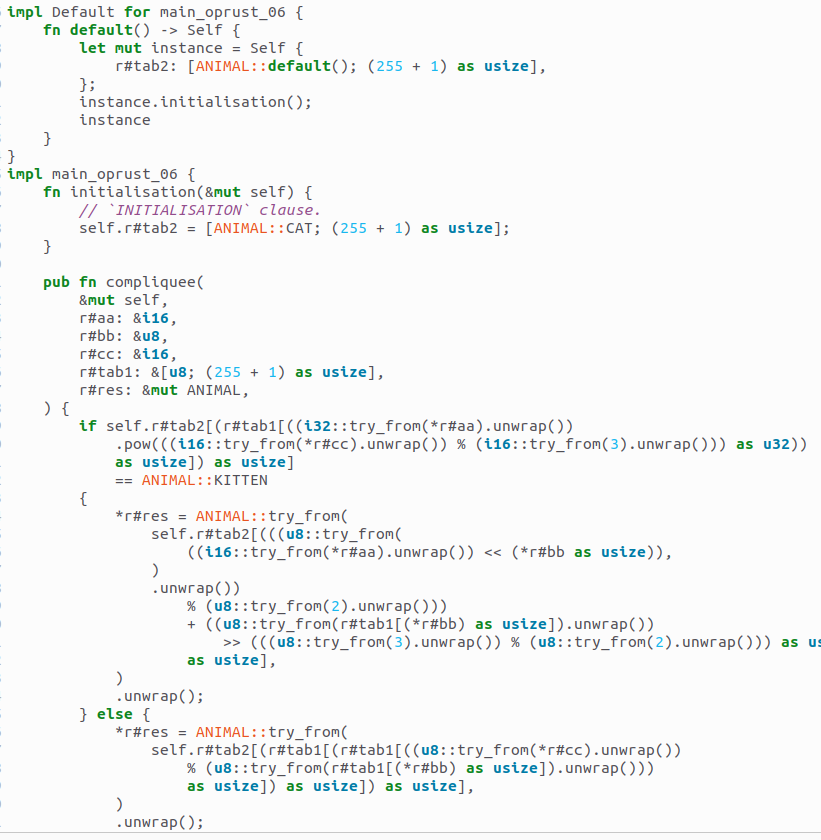 impl Default for main_oprust_06 {
    fn default() -> Self {
        let mut instance = Self {
            r#tab2: [ANIMAL::default(); (255 + 1) as usize],
        };
        instance.initialisation();
        instance
    }
}
impl main_oprust_06 {
    fn initialisation(&mut self) {
        // `INITIALISATION` clause.
        self.r#tab2 = [ANIMAL::CAT; (255 + 1) as usize];
    }

    pub fn compliquee(
        &mut self,
        r#aa: &i16,
        r#bb: &u8,
        r#cc: &i16,
        r#tab1: &[u8; (255 + 1) as usize],
        r#res: &mut ANIMAL,
    ) {
        if self.r#tab2[(r#tab1[((i32::try_from(*r#aa).unwrap())
            .pow(((i16::try_from(*r#cc).unwrap()) % (i16::try_from(3).unwrap())) as u32))
            as usize]) as usize]
            == ANIMAL::KITTEN
        {
            *r#res = ANIMAL::try_from(
                self.r#tab2[(((u8::try_from(
                    ((i16::try_from(*r#aa).unwrap()) << (*r#bb as usize)),
                )
                .unwrap())
                    % (u8::try_from(2).unwrap()))
                    + ((u8::try_from(r#tab1[(*r#bb) as usize]).unwrap())
                        >> (((u8::try_from(3).unwrap()) % (u8::try_from(2).unwrap())) as us
                    as usize],
            )
            .unwrap();
        } else {
            *r#res = ANIMAL::try_from(
                self.r#tab2[(r#tab1[(r#tab1[((u8::try_from(*r#cc).unwrap())
                    % (u8::try_from(r#tab1[(*r#bb) as usize]).unwrap()))
                    as usize]) as usize]) as usize],
            )
            .unwrap();